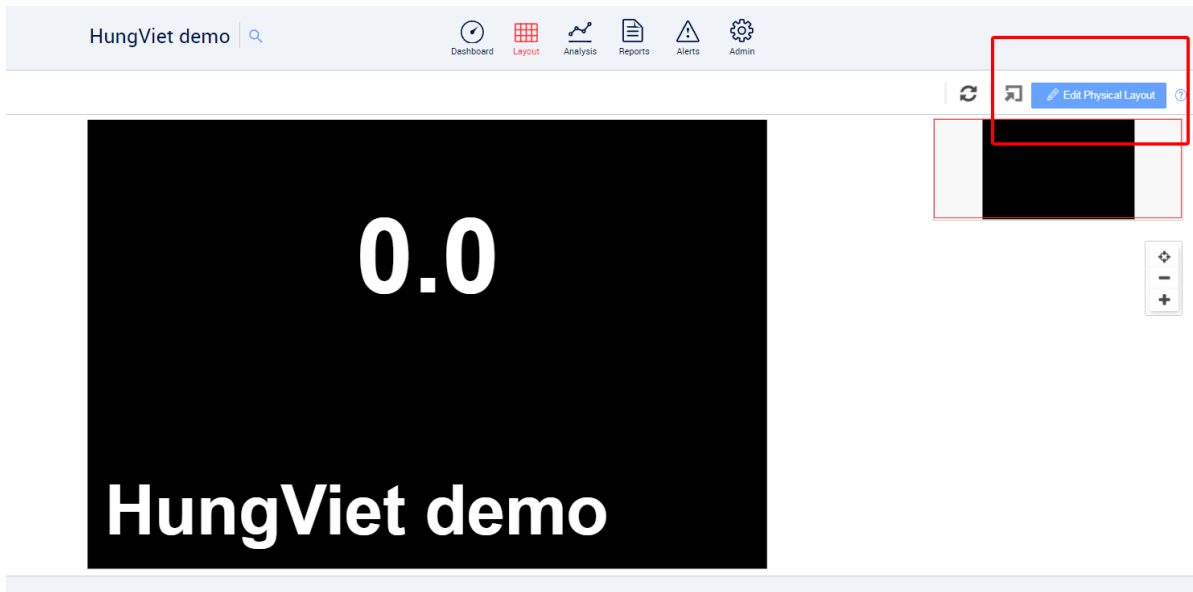 HungViet demo
Dashboard Layout Analysis Reports Alerts Admin
Edit Physical Layout ?
0.0
HungViet demo